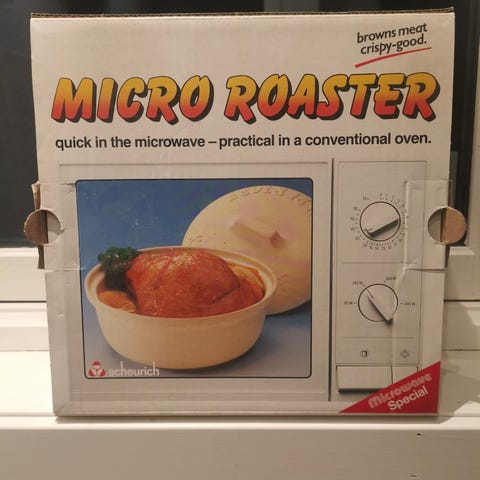 browns meat
crispy-good.
MICRO ROASTER
quick in the microwave – practical in a conventional oven.
scheurich
Microwave
Special